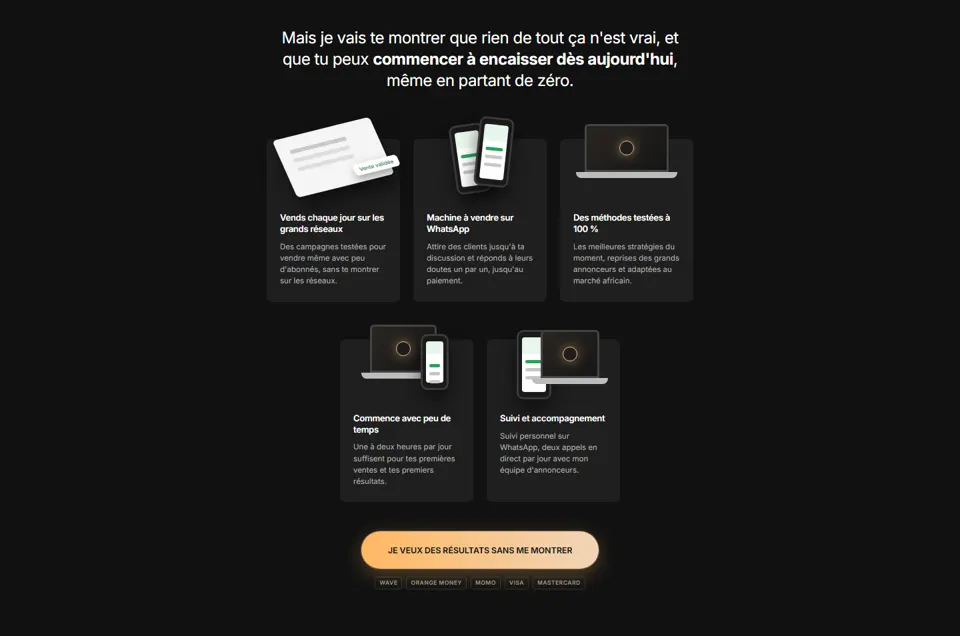 Mais je vais te montrer que rien de tout ça n'est vrai, et
que tu peux commencer à encaisser dès aujourd'hui,
même en partant de zéro.
Vente validée
Vends chaque jour sur les
grands réseaux
Des campagnes testées pour
vendre même avec peu
d'abonnés, sans te montrer
sur les réseaux.
Machine à vendre sur
WhatsApp
Attire des clients jusqu'à ta
discussion et réponds à leurs
doutes un par un, jusqu'au
paiement.
Des méthodes testées à
100 %
Les meilleures stratégies du
moment, reprises des grands
annonceurs et adaptées au
marché africain.
Commence avec peu de
temps
Une à deux heures par jour
suffisent pour tes premières
ventes et tes premiers
résultats.
Suivi et accompagnement
Suivi personnel sur
WhatsApp, deux appels en
direct par jour avec mon
équipe d'annonceurs.
JE VEUX DES RÉSULTATS SANS ME MONTRER
WAVE
ORANGE MONEY
MOMO
VISA
MASTERCARD